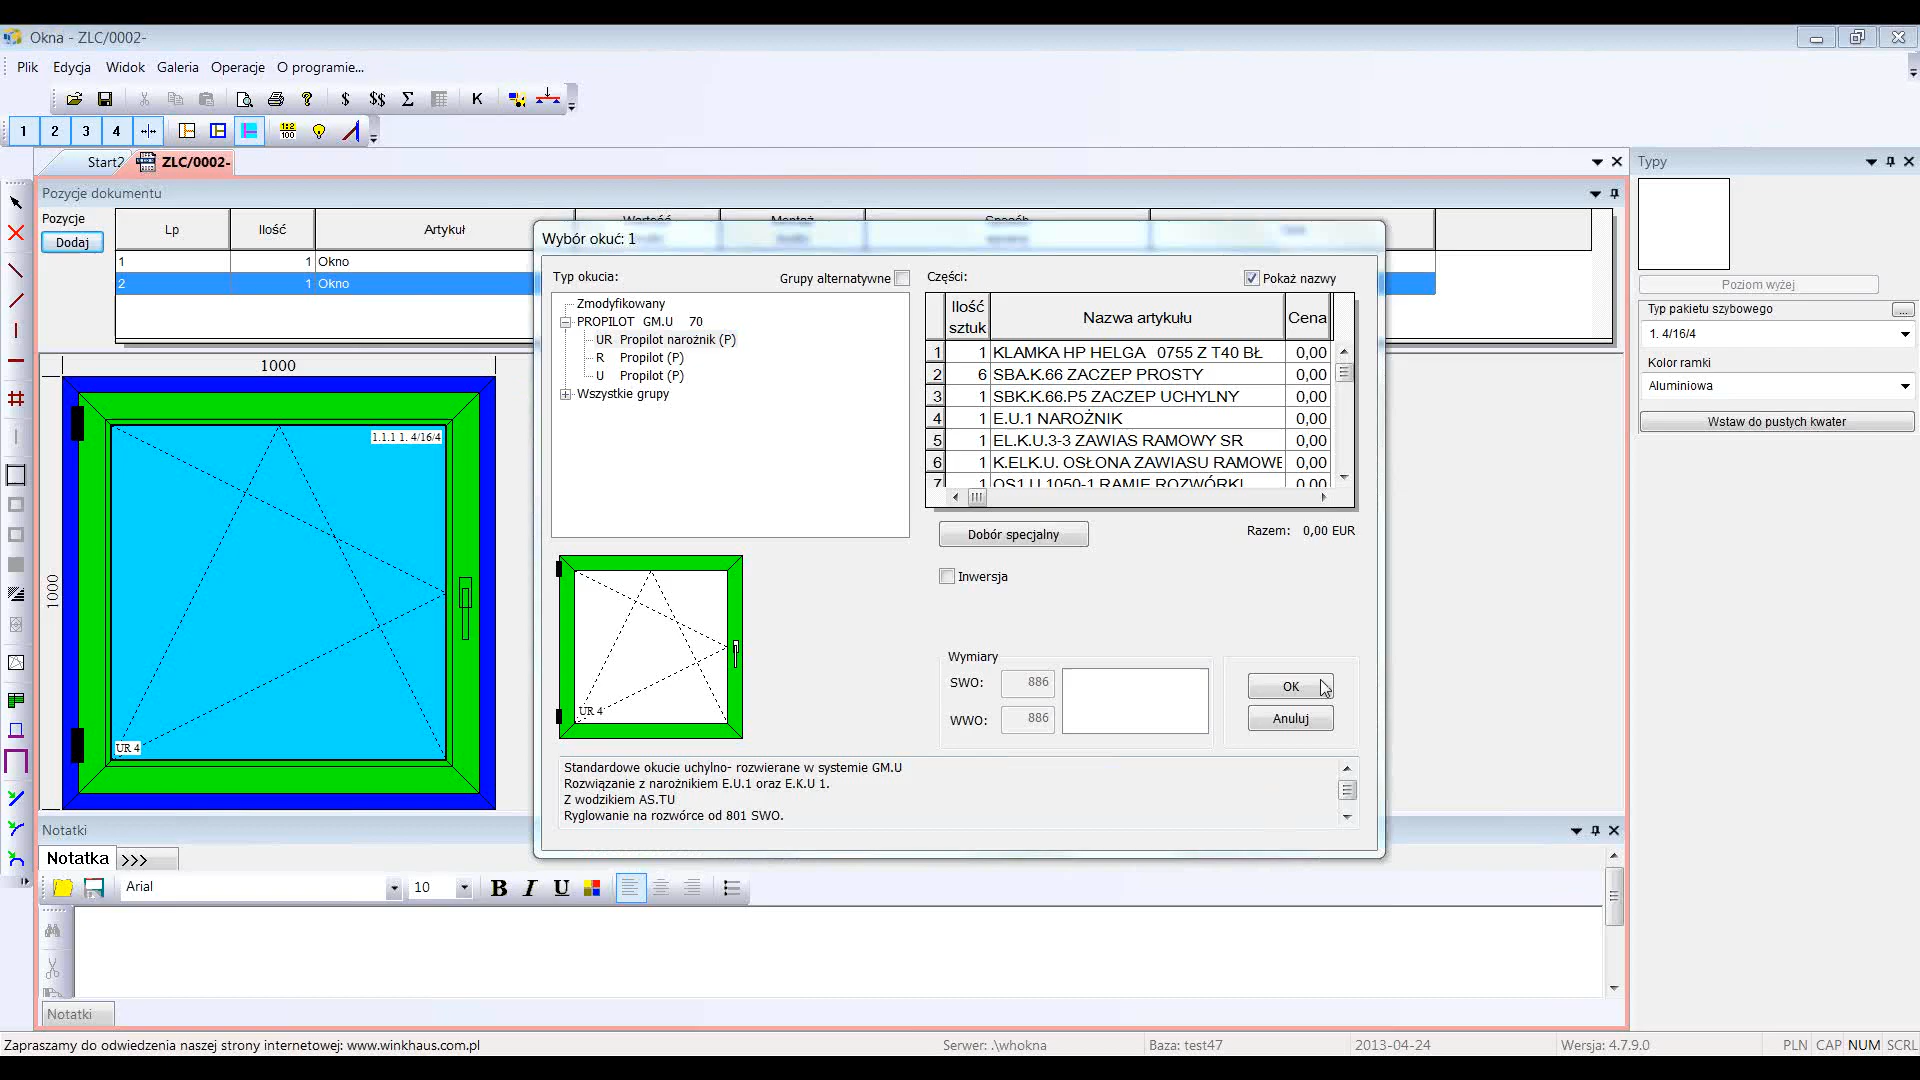 Okna - ZLC/0002-
Plik Edycja Widok Galeria Operacje O programie...
$ $$ Σ K
1 2 3 4
Start2 ZLC/0002-
Pozycje dokumentu
Pozycje
Dodaj
Lp Ilość Artykuł
1 1 Okno
2 1 Okno
1000
1000
1.1.1 1. 4/16/4
UR 4
Wybór okuć: 1
Typ okucia: Grupy alternatywne
Zmodyfikowany
PROPILOT GM.U 70
UR Propilot narożnik (P)
R Propilot (P)
U Propilot (P)
Wszystkie grupy
UR 4
Części: Pokaż nazwy
Ilość sztuk Nazwa artykułu Cena
1 1 KLAMKA HP HELGA 0755 Z T40 BŁ 0,00
2 6 SBA.K.66 ZACZEP PROSTY 0,00
3 1 SBK.K.66.P5 ZACZEP UCHYLNY 0,00
4 1 E.U.1 NAROŻNIK 0,00
5 1 EL.K.U.3-3 ZAWIAS RAMOWY SR 0,00
6 1 K.ELK.U. OSŁONA ZAWIASU RAMOWE 0,00
7 1 OS1.U.1050-1 RAMIĘ ROZWÓRKI 0,00
Dobór specjalny Razem: 0,00 EUR
Inwersja
Wymiary
SWO: 886
WWO: 886
OK
Anuluj
Standardowe okucie uchylno- rozwierane w systemie GM.U
Rozwiązanie z narożnikiem E.U.1 oraz E.K.U 1.
Z wodzikiem AS.TU
Ryglowanie na rozwórce od 801 SWO.
Typy
Poziom wyżej
Typ pakietu szybowego ...
1. 4/16/4
Kolor ramki
Aluminiowa
Wstaw do pustych kwater
Notatki
Notatka >>>
Arial 10 B I U
Notatki
Zapraszamy do odwiedzenia naszej strony internetowej: www.winkhaus.com.pl Serwer: .\whokna Baza: test47 2013-04-24 Wersja: 4.7.9.0 PLN CAP NUM SCRL